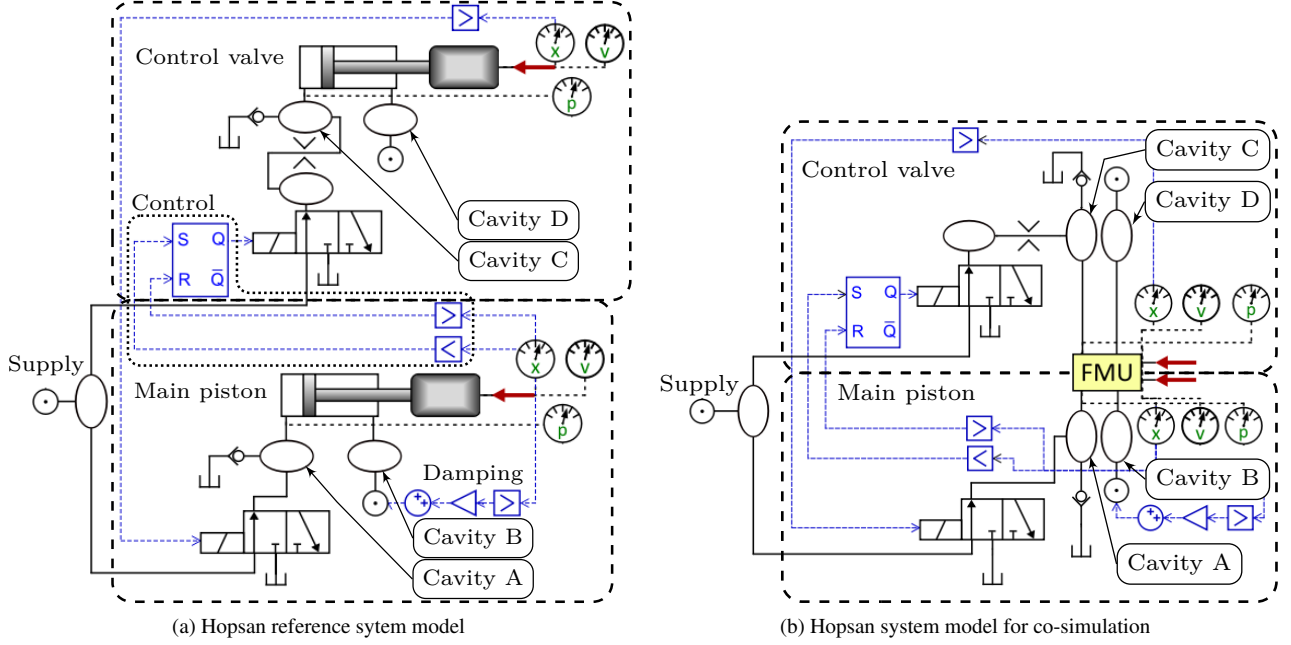 x
v
Control valve
p
Cavity D
Cavity C
Control
S
Q
R
Q̅
Supply
x
v
Main piston
p
Damping
Cavity B
Cavity A
(a) Hopsan reference sytem model
Cavity C
Control valve
Cavity D
S
Q
R
Q̅
x
v
p
FMU
Supply
Main piston
x
v
p
Cavity B
Cavity A
(b) Hopsan system model for co-simulation